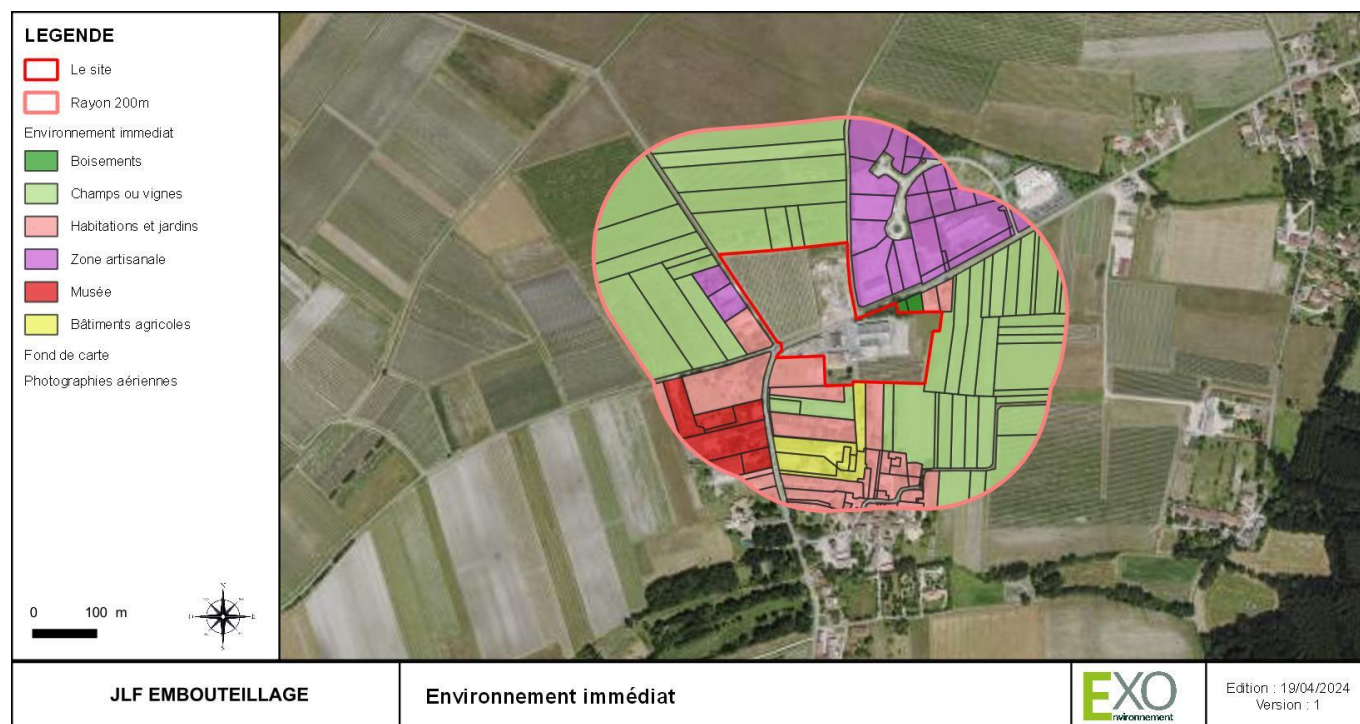 LEGENDE
Le site
Rayon 200m
Environnement immediat
Boisements
Champs ou vignes
Habitations et jardins
Zone artisanale
Musée
Bâtiments agricoles
Fond de carte
Photographies aériennes
0 100 m
N
E
S
JLF EMBOUTEILLAGE
Environnement immédiat
EXO
nvironnement
Edition : 19/04/2024
Version : 1